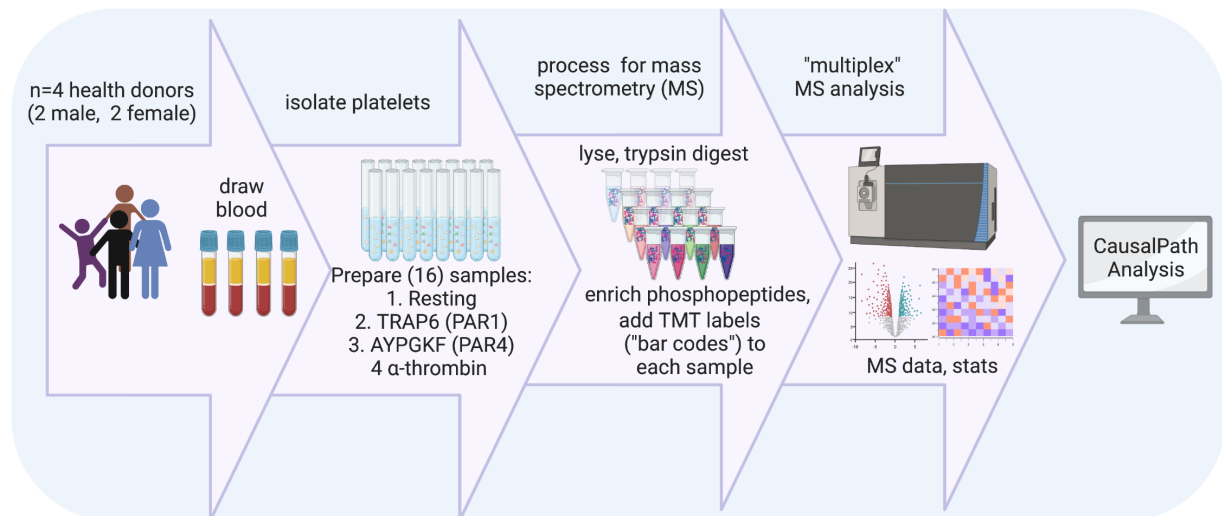 n=4 health donors
(2 male, 2 female)
draw
blood
isolate platelets
Prepare (16) samples:
1. Resting
2. TRAP6 (PAR1)
3. AYPGKF (PAR4)
4 α-thrombin
process for mass
spectrometry (MS)
lyse, trypsin digest
enrich phosphopeptides,
add TMT labels
("bar codes") to
each sample
"multiplex"
MS analysis
MS data, stats
CausalPath
Analysis